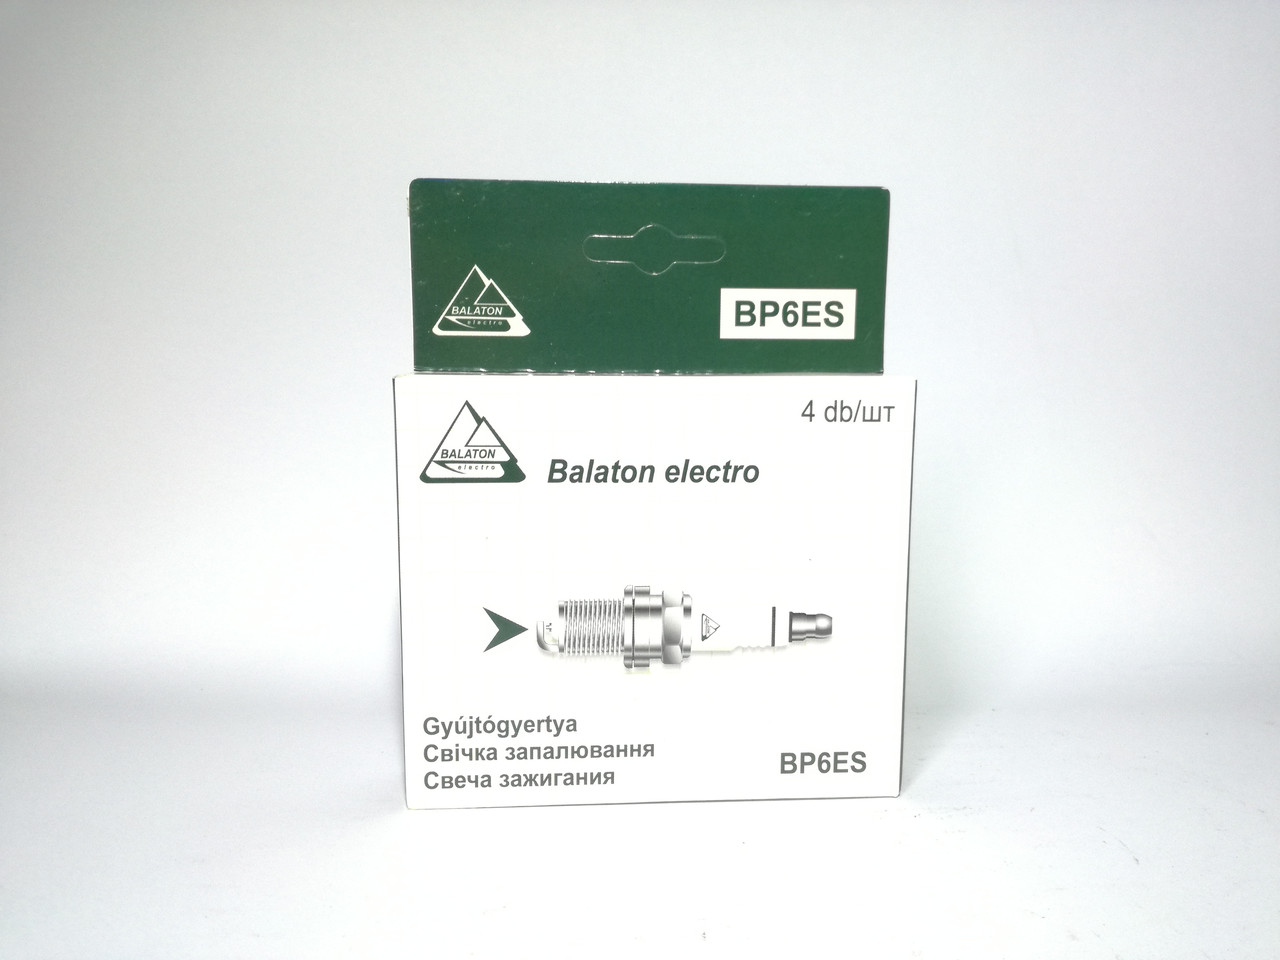 BALATON
electro
BP6ES
4 db/шт
BALATON
electro
Balaton electro
Gyújtógyertya
Свічка запалювання
Свеча зажигания
BP6ES